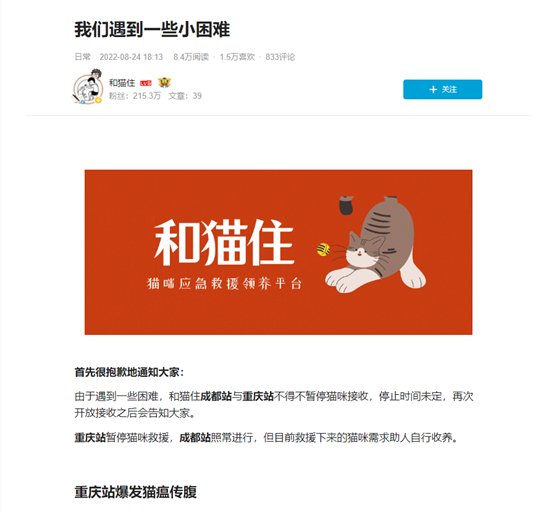 我们遇到一些小困难
日常 2022-08-24 18:13 8.4万阅读 · 1.5万喜欢 · 833评论
和猫住 LV6
粉丝：215.3万 文章：39
+ 关注
和猫住
猫喵应急救援领养平台
首先很抱歉地通知大家：
由于遇到一些困难，和猫住成都站与重庆站不得不暂停猫咪接收，停止时间未定，再次
开放接收之后会告知大家。
重庆站暂停猫咪救援，成都站照常进行，但目前救援下来的猫咪需求助人自行收养。
重庆站爆发猫瘟传腹